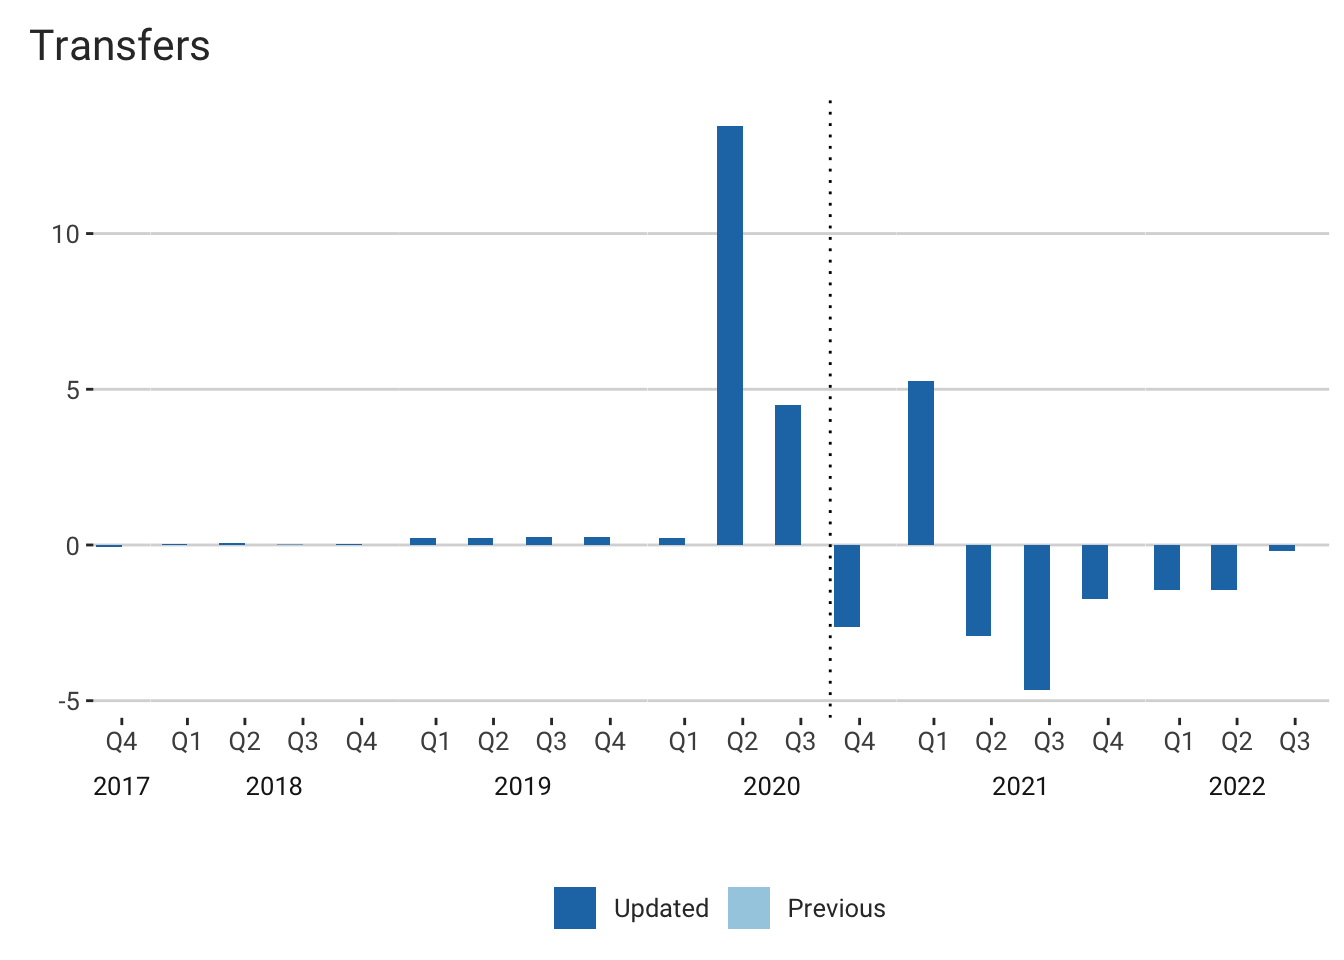 Transfers
10
5
0
-5
Q4 Q1 Q2 Q3 Q4 Q1 Q2 Q3 Q4 Q1 Q2 Q3 Q4 Q1 Q2 Q3 Q4 Q1 Q2 Q3
2017 2018 2019 2020 2021 2022
Updated Previous